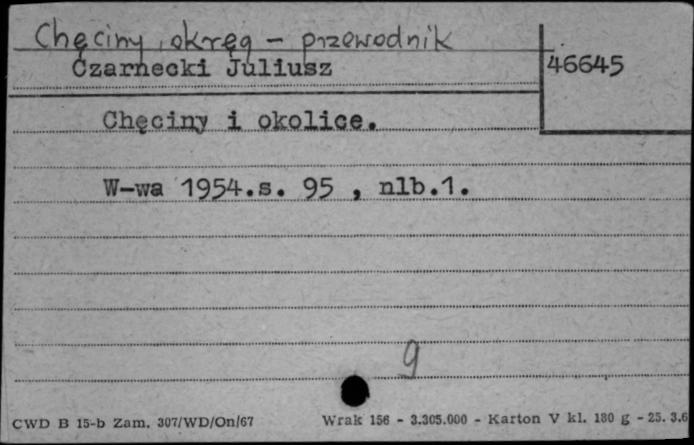 Chęciny, okręg - przewodnik
Czarnecki Juliusz
46645
Chęciny i okolice.
W-wa 1954.s. 95 , nlb.1.
9
CWD B 15-b Zam. 307/WD/On/67 Wrak 156 - 3.305.000 - Karton V kl. 180 g - 25. 3.6